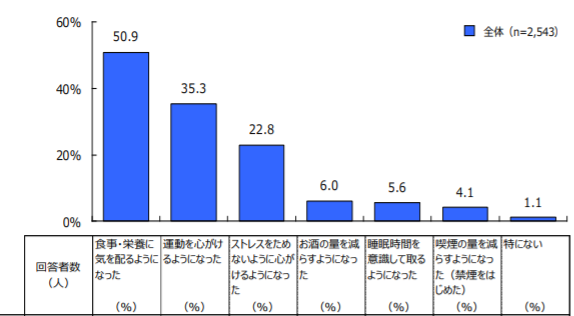 60%
50.9
全体（n=2,543）
40%
35.3
22.8
20%
6.0
5.6
4.1
1.1
0%
回答者数
（人）
食事・栄養に
気を配るように
なった
（%）
運動を心がけ
るようになった
（%）
ストレスをため
ないように心が
けるようになっ
た
（%）
お酒の量を減
らすようになっ
た
（%）
睡眠時間を
意識して取る
ようになった
（%）
喫煙の量を減
らすようになっ
た（禁煙をは
じめた）
（%）
特にない
（%）